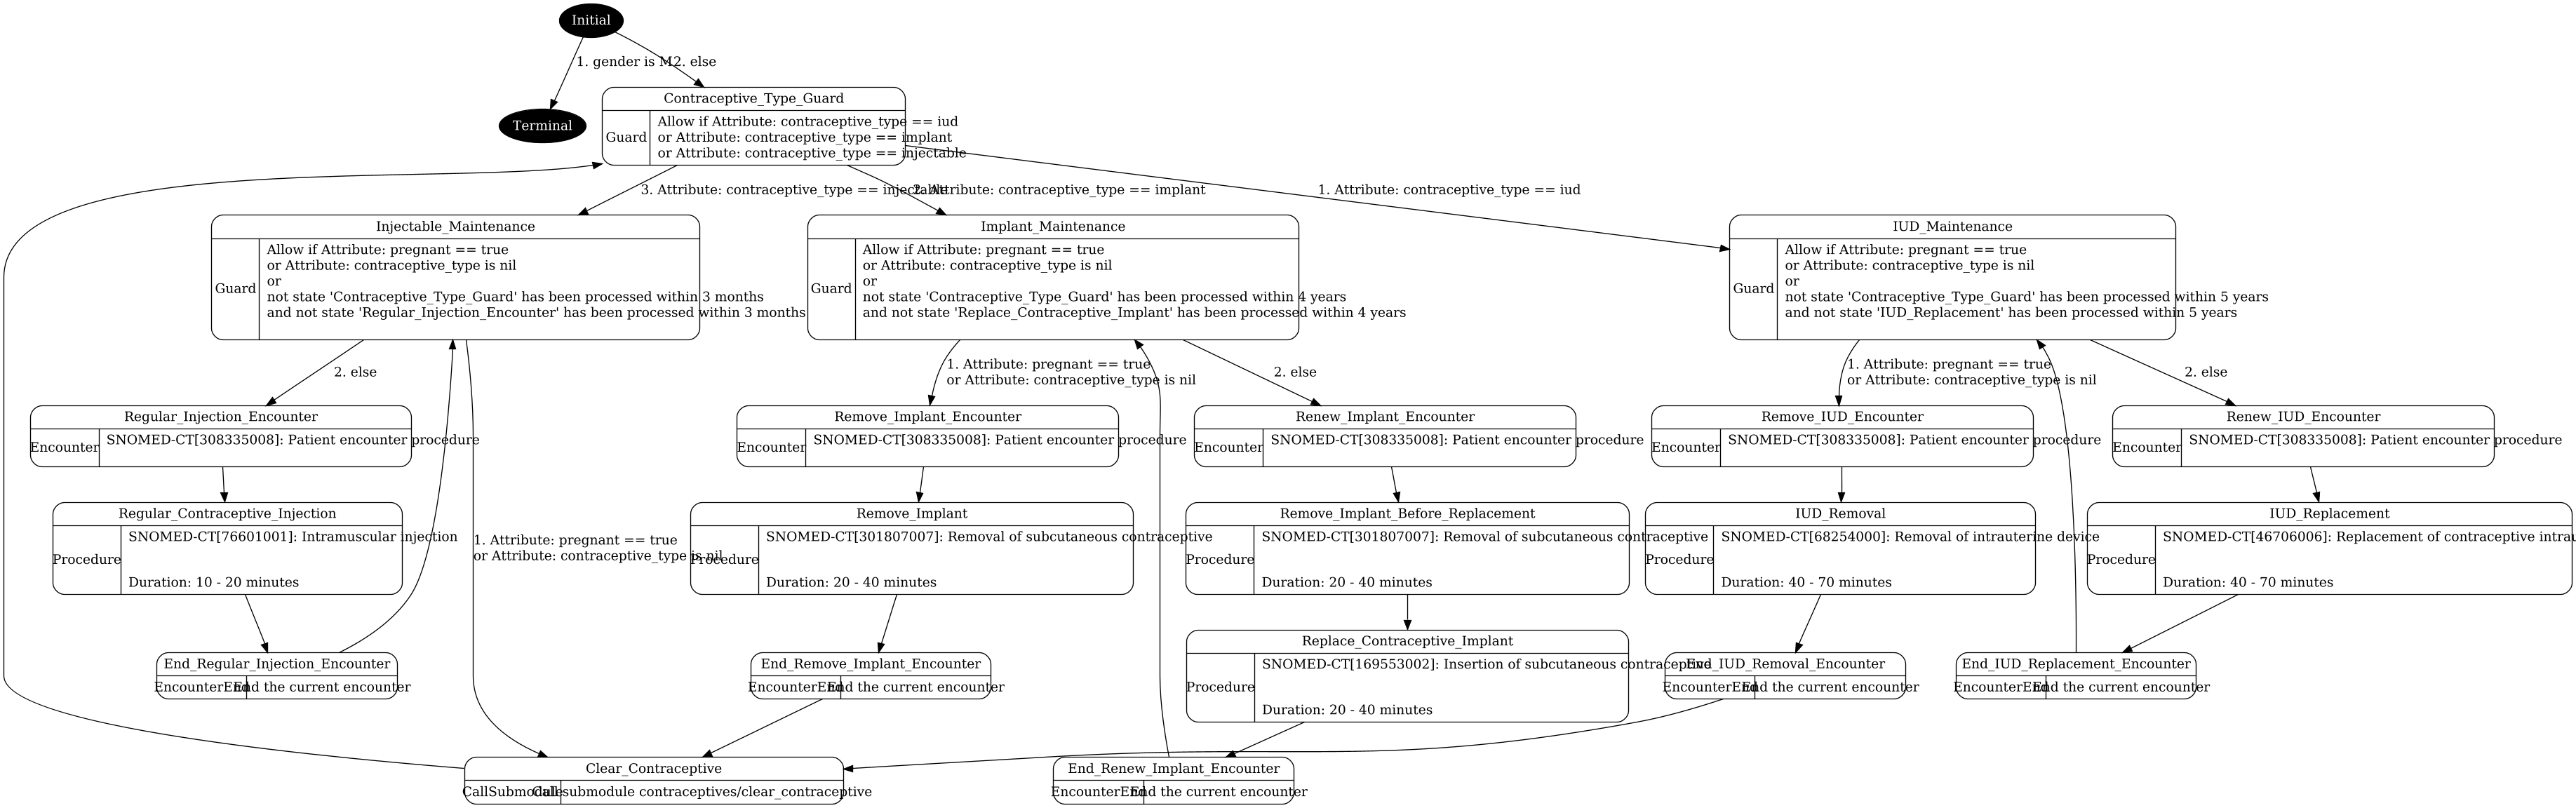 Initial
1. gender is M
2. else
Terminal
Contraceptive_Type_Guard
Guard
Allow if Attribute: contraceptive_type == iud
or Attribute: contraceptive_type == implant
or Attribute: contraceptive_type == injectable
3. Attribute: contraceptive_type == injectable
2. Attribute: contraceptive_type == implant
1. Attribute: contraceptive_type == iud
Injectable_Maintenance
Guard
Allow if Attribute: pregnant == true
or Attribute: contraceptive_type is nil
or
not state 'Contraceptive_Type_Guard' has been processed within 3 months
and not state 'Regular_Injection_Encounter' has been processed within 3 months
Implant_Maintenance
Guard
Allow if Attribute: pregnant == true
or Attribute: contraceptive_type is nil
or
not state 'Contraceptive_Type_Guard' has been processed within 4 years
and not state 'Replace_Contraceptive_Implant' has been processed within 4 years
IUD_Maintenance
Guard
Allow if Attribute: pregnant == true
or Attribute: contraceptive_type is nil
or
not state 'Contraceptive_Type_Guard' has been processed within 5 years
and not state 'IUD_Replacement' has been processed within 5 years
2. else
1. Attribute: pregnant == true
or Attribute: contraceptive_type is nil
2. else
1. Attribute: pregnant == true
or Attribute: contraceptive_type is nil
2. else
Regular_Injection_Encounter
Encounter
SNOMED-CT[308335008]: Patient encounter procedure
Remove_Implant_Encounter
Encounter
SNOMED-CT[308335008]: Patient encounter procedure
Renew_Implant_Encounter
Encounter
SNOMED-CT[308335008]: Patient encounter procedure
Remove_IUD_Encounter
Encounter
SNOMED-CT[308335008]: Patient encounter procedure
Renew_IUD_Encounter
Encounter
SNOMED-CT[308335008]: Patient encounter procedure
Regular_Contraceptive_Injection
Procedure
SNOMED-CT[76601001]: Intramuscular injection
Duration: 10 - 20 minutes
1. Attribute: pregnant == true
or Attribute: contraceptive_type is nil
Remove_Implant
Procedure
SNOMED-CT[301807007]: Removal of subcutaneous contraceptive
Duration: 20 - 40 minutes
Remove_Implant_Before_Replacement
Procedure
SNOMED-CT[301807007]: Removal of subcutaneous contraceptive
Duration: 20 - 40 minutes
IUD_Removal
Procedure
SNOMED-CT[68254000]: Removal of intrauterine device
Duration: 40 - 70 minutes
IUD_Replacement
Procedure
SNOMED-CT[46706006]: Replacement of contraceptive intrau
Duration: 40 - 70 minutes
End_Regular_Injection_Encounter
EncounterEnd
End the current encounter
End_Remove_Implant_Encounter
EncounterEnd
End the current encounter
Replace_Contraceptive_Implant
Procedure
SNOMED-CT[169553002]: Insertion of subcutaneous contraceptive
Duration: 20 - 40 minutes
End_IUD_Removal_Encounter
EncounterEnd
End the current encounter
End_IUD_Replacement_Encounter
EncounterEnd
End the current encounter
Clear_Contraceptive
CallSubmodule
Call submodule contraceptives/clear_contraceptive
End_Renew_Implant_Encounter
EncounterEnd
End the current encounter